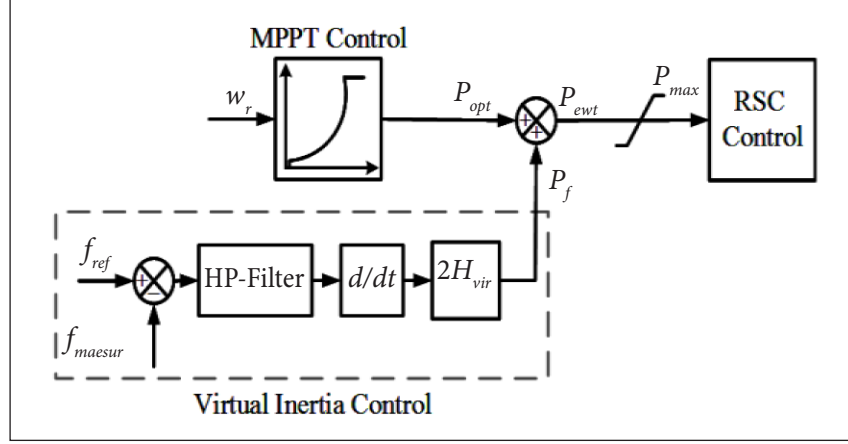 MPPT Control
w_r
P_opt
+
+
P_ewt
P_max
RSC
Control
P_f
f_ref
+
−
HP-Filter
d/dt
2H_vir
f_maesur
Virtual Inertia Control